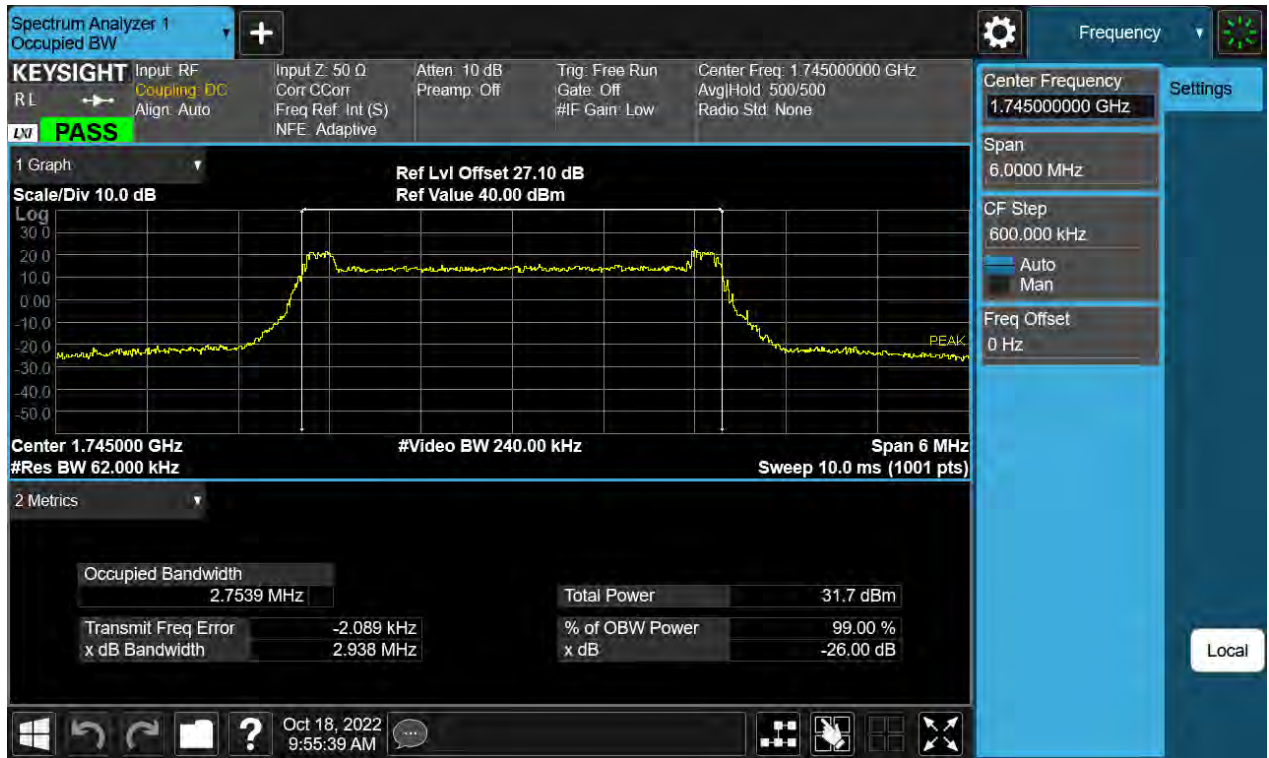 Spectrum Analyzer 1
Occupied BW
+
Frequency
KEYSIGHT
RL
LXI
PASS
Input: RF
Coupling: DC
Align: Auto
Input Z: 50 Ω
Corr CCorr
Freq Ref: Int (S)
NFE: Adaptive
Atten: 10 dB
Preamp: Off
Trig: Free Run
Gate: Off
#IF Gain: Low
Center Freq: 1.745000000 GHz
Avg|Hold: 500/500
Radio Std: None
Center Frequency
1.745000000 GHz
Settings
Span
6.0000 MHz
CF Step
600.000 kHz
Auto
Man
Freq Offset
0 Hz
1 Graph
Scale/Div 10.0 dB
Ref Lvl Offset 27.10 dB
Ref Value 40.00 dBm
Log
30.0
20.0
10.0
0.00
-10.0
-20.0
-30.0
-40.0
-50.0
PEAK
Center 1.745000 GHz
#Video BW 240.00 kHz
Span 6 MHz
#Res BW 62.000 kHz
Sweep 10.0 ms (1001 pts)
2 Metrics
Occupied Bandwidth
2.7539 MHz
Total Power 31.7 dBm
Transmit Freq Error -2.089 kHz
% of OBW Power 99.00 %
x dB Bandwidth 2.938 MHz
x dB -26.00 dB
Local
?
Oct 18, 2022
9:55:39 AM